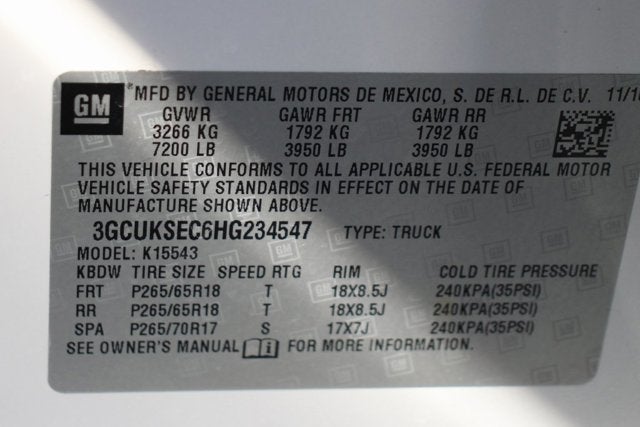 GM ®MFD BY GENERAL MOTORS DE MEXICO, S. DE R.L. DE C.V. 11/16
GVWR GAWR FRT GAWR RR
3266 KG 1792 KG 1792 KG
7200 LB 3950 LB 3950 LB
THIS VEHICLE CONFORMS TO ALL APPLICABLE U.S. FEDERAL MOTOR
VEHICLE SAFETY STANDARDS IN EFFECT ON THE DATE OF
MANUFACTURE SHOWN ABOVE.
3GCUKSEC6HG234547 TYPE: TRUCK
MODEL: K15543
KBDW TIRE SIZE SPEED RTG RIM COLD TIRE PRESSURE
FRT P265/65R18 T 18X8.5J 240KPA(35PSI)
RR P265/65R18 T 18X8.5J 240KPA(35PSI)
SPA P265/70R17 S 17X7J 240KPA(35PSI)
SEE OWNER'S MANUAL FOR MORE INFORMATION.